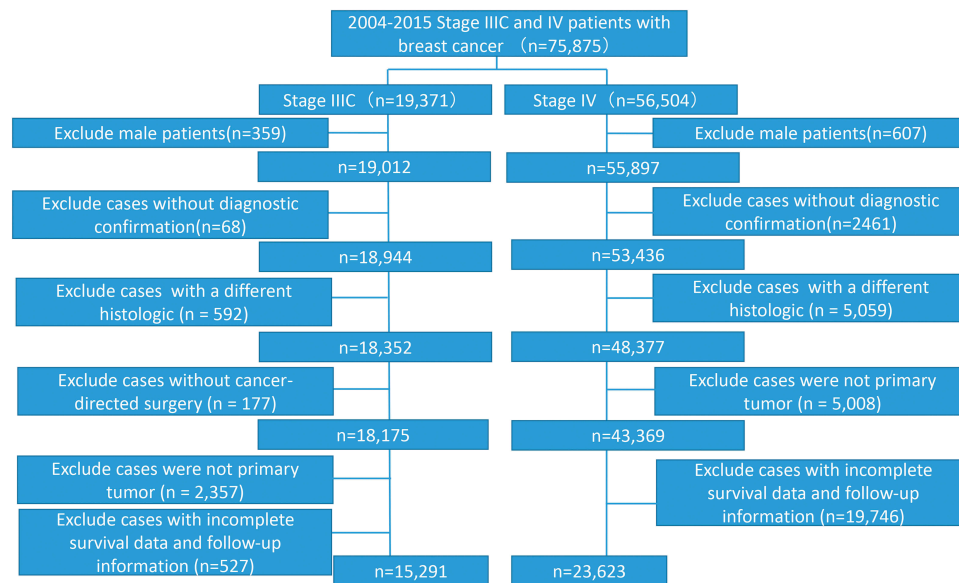 2004-2015 Stage IIIC and IV patients with
breast cancer （n=75,875）
Stage IIIC（n=19,371）
Stage IV（n=56,504）
Exclude male patients(n=359)
Exclude male patients(n=607)
n=19,012
n=55,897
Exclude cases without diagnostic
confirmation(n=68)
Exclude cases without diagnostic
confirmation(n=2461)
n=18,944
n=53,436
Exclude cases  with a different
histologic (n = 592)
Exclude cases  with a different
histologic (n = 5,059)
n=18,352
n=48,377
Exclude cases without cancer-
directed surgery (n = 177)
Exclude cases were not primary
tumor (n = 5,008)
n=18,175
n=43,369
Exclude cases were not primary
tumor (n = 2,357)
Exclude cases with incomplete
survival data and follow-up
information (n=19,746)
Exclude cases with incomplete
survival data and follow-up
information (n=527)
n=15,291
n=23,623